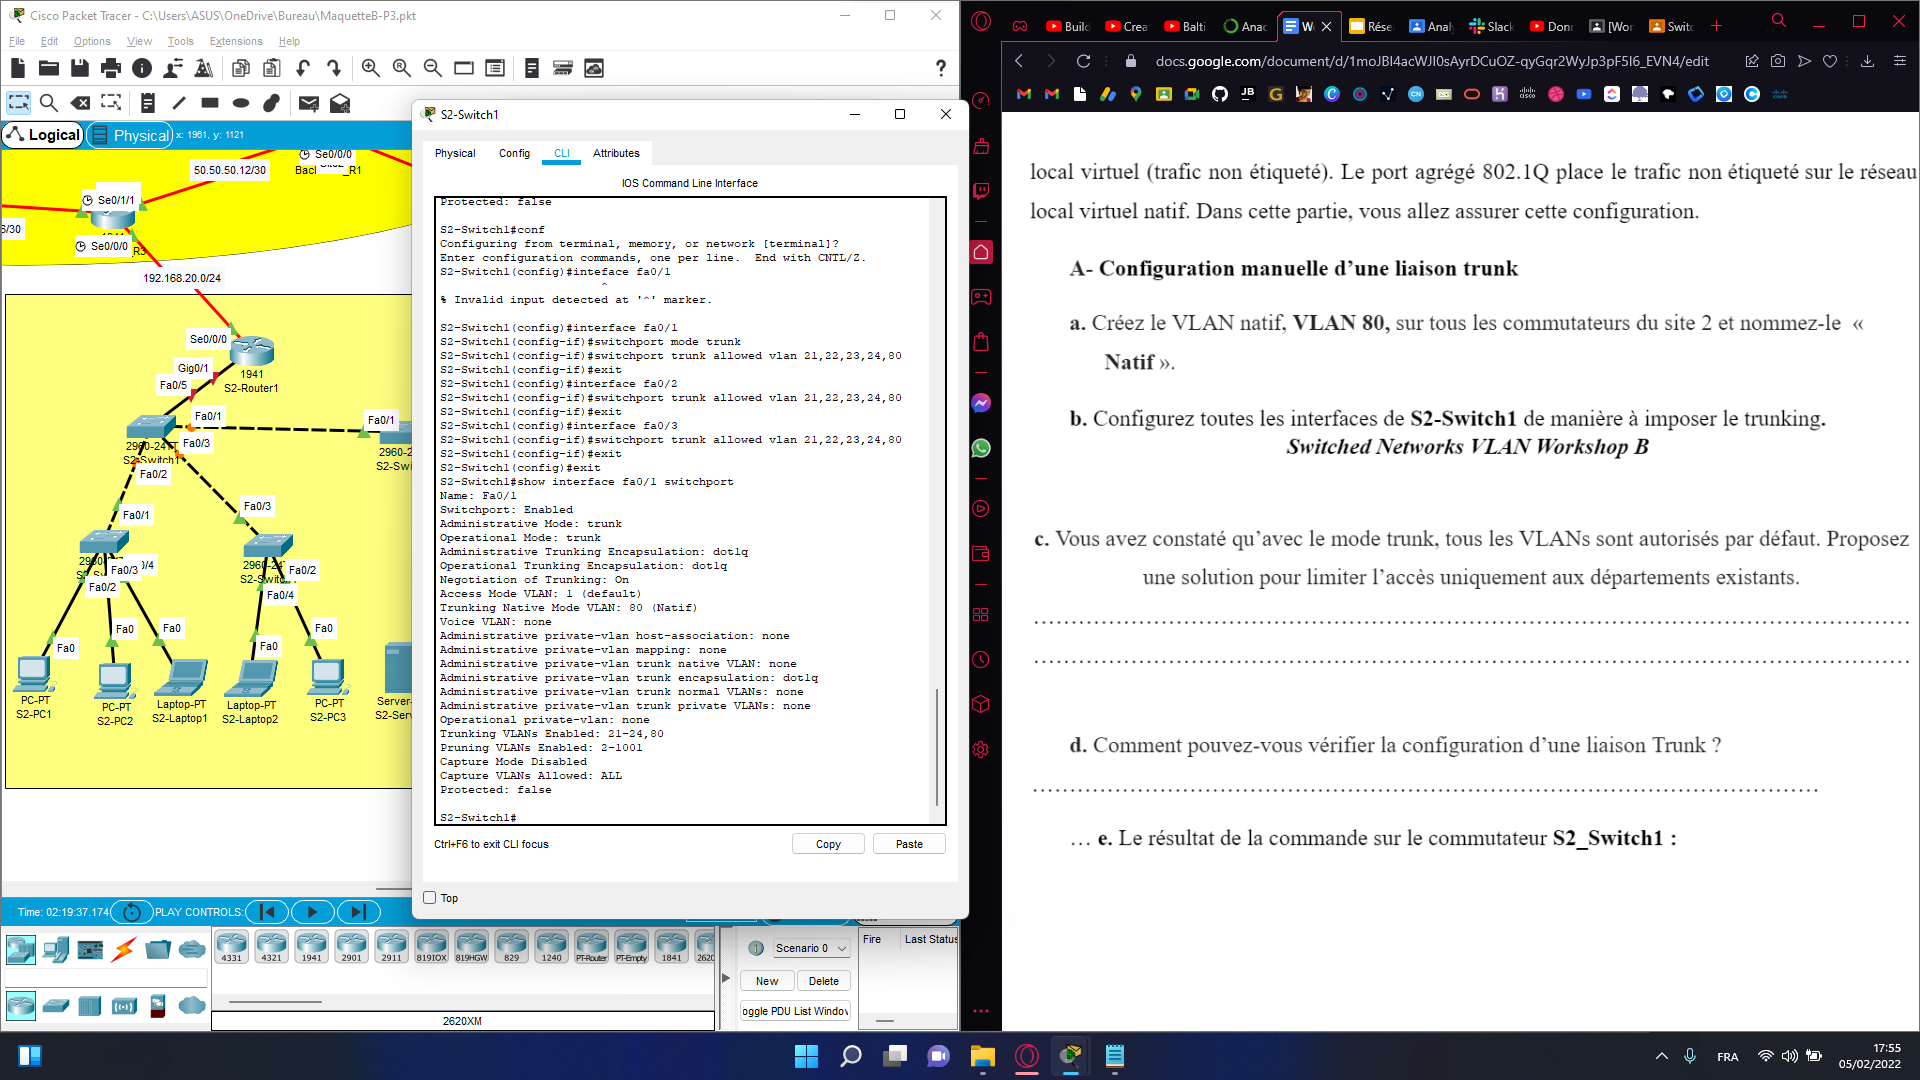 Cisco Packet Tracer - C:\Users\ASUS\OneDrive\Bureau\MaquetteB-P3.pkt
File Edit Options View Tools Extensions Help
Logical
Physical
x: 1961, y: 1121
50.50.50.12/30
Se0/0/0
Se0/1/1
6/30
Se0/0/0
192.168.20.0/24
Se0/0/0
1941
S2-Router1
Gig0/1
Fa0/5
Fa0/1
Fa0/3
S2-Switch1
Fa0/2
Fa0/1
Fa0/1
Fa0/3
Fa0/3
Fa0/2
Fa0/2
Fa0/4
Fa0
Fa0
Fa0
Fa0
Fa0
PC-PT
S2-PC1
PC-PT
S2-PC2
Laptop-PT
S2-Laptop1
Laptop-PT
S2-Laptop2
PC-PT
S2-PC3
Time: 02:19:37.174
PLAY CONTROLS:
4331 4321 1941 2901 2911 819IOX 819HGW 829 1240 PT-Router PT-Empty 1841
2620XM
Scenario 0
New
Delete
oggle PDU List Window
Fire
Last Status
S2-Switch1
Physical Config CLI Attributes
IOS Command Line Interface
Protected: false
S2-Switch1#conf
Configuring from terminal, memory, or network [terminal]?
Enter configuration commands, one per line.  End with CNTL/Z.
S2-Switch1(config)#inteface fa0/1
^
% Invalid input detected at '^' marker.
S2-Switch1(config)#interface fa0/1
S2-Switch1(config-if)#switchport mode trunk
S2-Switch1(config-if)#switchport trunk allowed vlan 21,22,23,24,80
S2-Switch1(config-if)#exit
S2-Switch1(config)#interface fa0/2
S2-Switch1(config-if)#switchport trunk allowed vlan 21,22,23,24,80
S2-Switch1(config-if)#exit
S2-Switch1(config)#interface fa0/3
S2-Switch1(config-if)#switchport trunk allowed vlan 21,22,23,24,80
S2-Switch1(config-if)#exit
S2-Switch1(config)#exit
S2-Switch1#show interface fa0/1 switchport
Name: Fa0/1
Switchport: Enabled
Administrative Mode: trunk
Operational Mode: trunk
Administrative Trunking Encapsulation: dot1q
Operational Trunking Encapsulation: dot1q
Negotiation of Trunking: On
Access Mode VLAN: 1 (default)
Trunking Native Mode VLAN: 80 (Natif)
Voice VLAN: none
Administrative private-vlan host-association: none
Administrative private-vlan mapping: none
Administrative private-vlan trunk native VLAN: none
Administrative private-vlan trunk encapsulation: dot1q
Administrative private-vlan trunk normal VLANs: none
Administrative private-vlan trunk private VLANs: none
Operational private-vlan: none
Trunking VLANs Enabled: 21-24,80
Pruning VLANs Enabled: 2-1001
Capture Mode Disabled
Capture VLANs Allowed: ALL
Protected: false
S2-Switch1#
Ctrl+F6 to exit CLI focus
Copy
Paste
Top
Build Crea Balti Anac W Rése Analy Slack Donn [Wor Switc
docs.google.com/document/d/1moJBI4acWJI0sAyrDCuOZ-qyGqr2WyJp3pF5I6_EVN4/edit
local virtuel (trafic non étiqueté). Le port agrégé 802.1Q place le trafic non étiqueté sur le réseau
local virtuel natif. Dans cette partie, vous allez assurer cette configuration.
A- Configuration manuelle d’une liaison trunk
a. Créez le VLAN natif, VLAN 80, sur tous les commutateurs du site 2 et nommez-le «
Natif ».
b. Configurez toutes les interfaces de S2-Switch1 de manière à imposer le trunking.
Switched Networks VLAN Workshop B
c. Vous avez constaté qu’avec le mode trunk, tous les VLANs sont autorisés par défaut. Proposez
une solution pour limiter l’accès uniquement aux départements existants.
d. Comment pouvez-vous vérifier la configuration d’une liaison Trunk ?
… e. Le résultat de la commande sur le commutateur S2_Switch1 :
FRA
17:55
05/02/2022